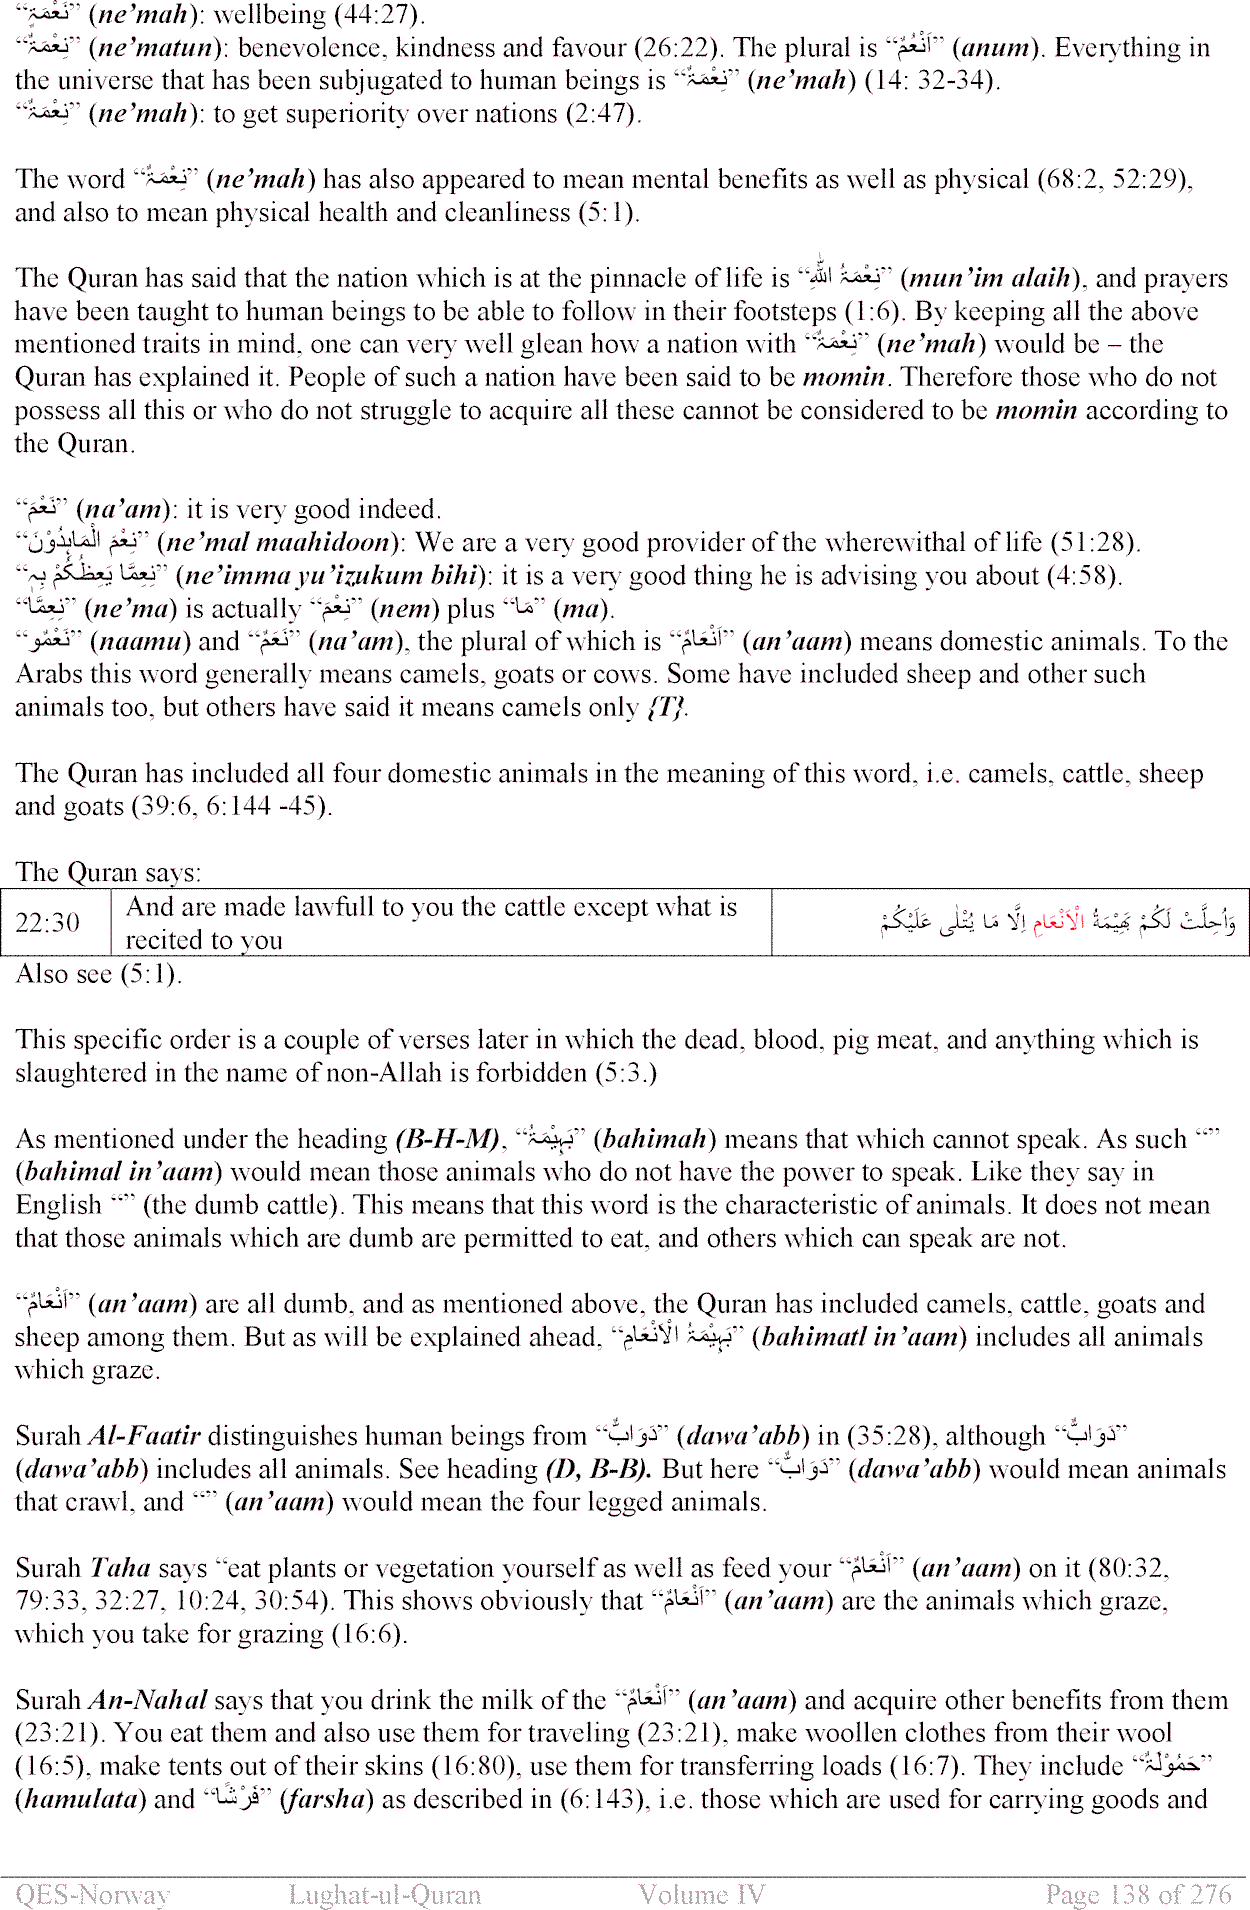 “نَعْمَۃٍ” (ne’mah): wellbeing (44:27).
“نِعْمَۃٌ” (ne’matun): benevolence, kindness and favour (26:22). The plural is “اَنْعُمٌ” (anum). Everything in
the universe that has been subjugated to human beings is “نِعْمَۃٌ” (ne’mah) (14: 32-34).
“نِعْمَۃٌ” (ne’mah): to get superiority over nations (2:47).
The word “نِعْمَۃٌ” (ne’mah) has also appeared to mean mental benefits as well as physical (68:2, 52:29),
and also to mean physical health and cleanliness (5:1).
The Quran has said that the nation which is at the pinnacle of life is “نِعْمَۃُ اللّٰہِ” (mun’im alaih), and prayers
have been taught to human beings to be able to follow in their footsteps (1:6). By keeping all the above
mentioned traits in mind, one can very well glean how a nation with “نِعْمَۃٌ” (ne’mah) would be – the
Quran has explained it. People of such a nation have been said to be momin. Therefore those who do not
possess all this or who do not struggle to acquire all these cannot be considered to be momin according to
the Quran.
“نَعْمَ” (na’am): it is very good indeed.
“نِعْمَ الْمَاہِدُوْنَ” (ne’mal maahidoon): We are a very good provider of the wherewithal of life (51:28).
“نِعِمَّا يَعِظُكُمْ بِہٖ” (ne’imma yu’izukum bihi): it is a very good thing he is advising you about (4:58).
“نِعِمَّا” (ne’ma) is actually “نِعْمَ” (nem) plus “مَا” (ma).
“نَعْمُو” (naamu) and “نَعَمٌ” (na’am), the plural of which is “اَنْعَامٌ” (an’aam) means domestic animals. To the
Arabs this word generally means camels, goats or cows. Some have included sheep and other such
animals too, but others have said it means camels only {T}.
The Quran has included all four domestic animals in the meaning of this word, i.e. camels, cattle, sheep
and goats (39:6, 6:144 -45).
The Quran says:
22:30 And are made lawfull to you the cattle except what is recited to you وَاُحِلَّتْ لَكُمْ بَهِيْمَةُ الْاَنْعَامِ اِلَّا مَا يُتْلٰى عَلَيْكُمْ
Also see (5:1).
This specific order is a couple of verses later in which the dead, blood, pig meat, and anything which is
slaughtered in the name of non-Allah is forbidden (5:3.)
As mentioned under the heading (B-H-M), “بَہِيْمَۃُ” (bahimah) means that which cannot speak. As such “”
(bahimal in’aam) would mean those animals who do not have the power to speak. Like they say in
English “” (the dumb cattle). This means that this word is the characteristic of animals. It does not mean
that those animals which are dumb are permitted to eat, and others which can speak are not.
“اَنْعَامٌ” (an’aam) are all dumb, and as mentioned above, the Quran has included camels, cattle, goats and
sheep among them. But as will be explained ahead, “بَہِيْمَۃُ الْاَنْعَامِ” (bahimatl in’aam) includes all animals
which graze.
Surah Al-Faatir distinguishes human beings from “دَوَابٌّ” (dawa’abb) in (35:28), although “دَوَابٌّ”
(dawa’abb) includes all animals. See heading (D, B-B). But here “دَوَابٌّ” (dawa’abb) would mean animals
that crawl, and “” (an’aam) would mean the four legged animals.
Surah Taha says “eat plants or vegetation yourself as well as feed your “اَنْعَامٌ” (an’aam) on it (80:32,
79:33, 32:27, 10:24, 30:54). This shows obviously that “اَنْعَامٌ” (an’aam) are the animals which graze,
which you take for grazing (16:6).
Surah An-Nahal says that you drink the milk of the “اَنْعَامٌ” (an’aam) and acquire other benefits from them
(23:21). You eat them and also use them for traveling (23:21), make woollen clothes from their wool
(16:5), make tents out of their skins (16:80), use them for transferring loads (16:7). They include “حَمُوْلَۃٌ”
(hamulata) and “فَرْشًا” (farsha) as described in (6:143), i.e. those which are used for carrying goods and
QES-Norway Lughat-ul-Quran Volume IV Page 138 of 276